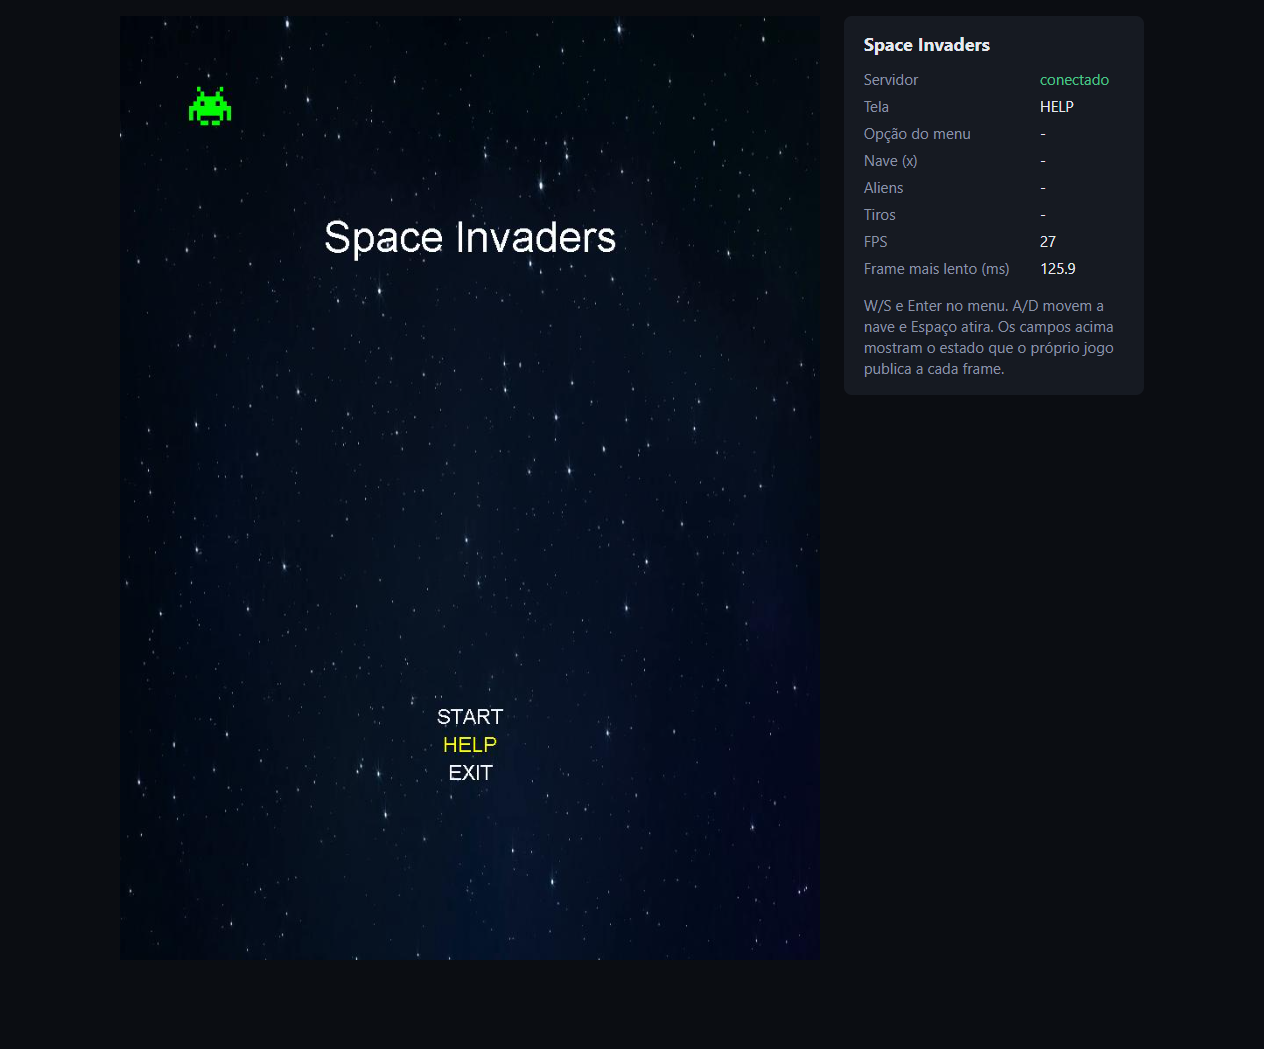 Space Invaders
START
HELP
EXIT
Space Invaders
Servidor conectado
Tela HELP
Opção do menu -
Nave (x) -
Aliens -
Tiros -
FPS 27
Frame mais lento (ms) 125.9
W/S e Enter no menu. A/D movem a
nave e Espaço atira. Os campos acima
mostram o estado que o próprio jogo
publica a cada frame.